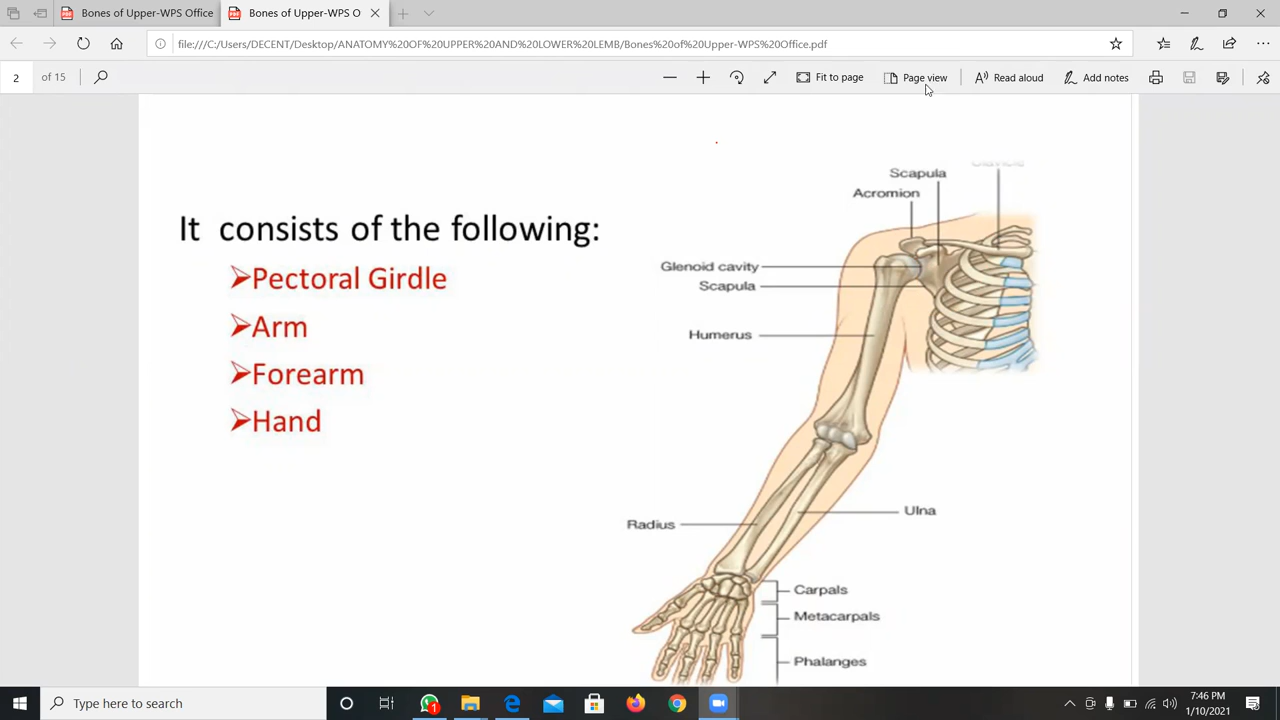 Bones of Upper-WPS Office
Bones of Upper-WPS O
file:///C:/Users/DECENT/Desktop/ANATOMY%20OF%20UPPER%20AND%20LOWER%20LEMB/Bones%20of%20Upper-WPS%20Office.pdf
2 of 15
Fit to page
Page view
Read aloud
Add notes
It consists of the following:
Pectoral Girdle
Arm
Forearm
Hand
Scapula
Acromion
Glenoid cavity
Scapula
Humerus
Radius
Ulna
Carpals
Metacarpals
Phalanges
Type here to search
1
7:46 PM
1/10/2021